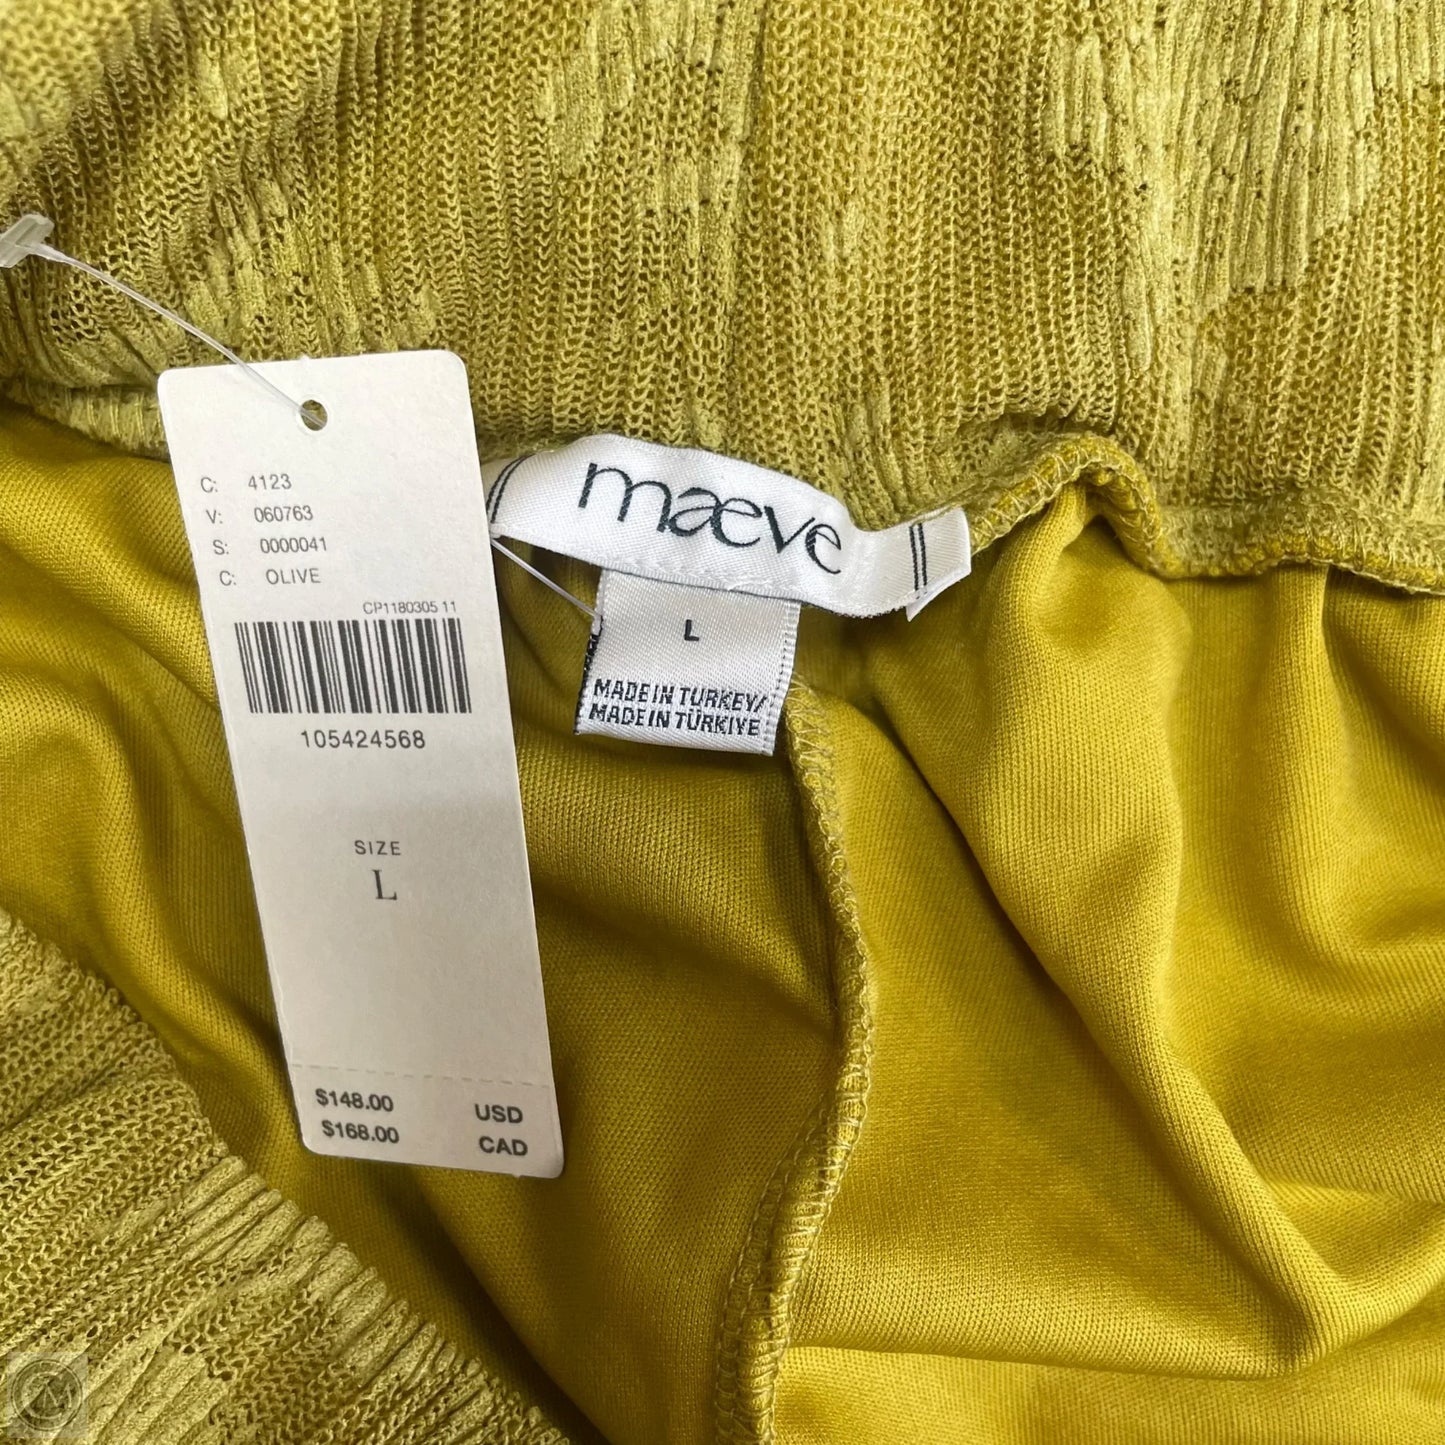 C: 4123
V: 060763
S: 0000041
C: OLIVE
CP1180305 11
105424568
SIZE
L
$148.00 USD
$168.00 CAD
mæve
L
MADE IN TURKEY/
MADE IN TÜRKIYE